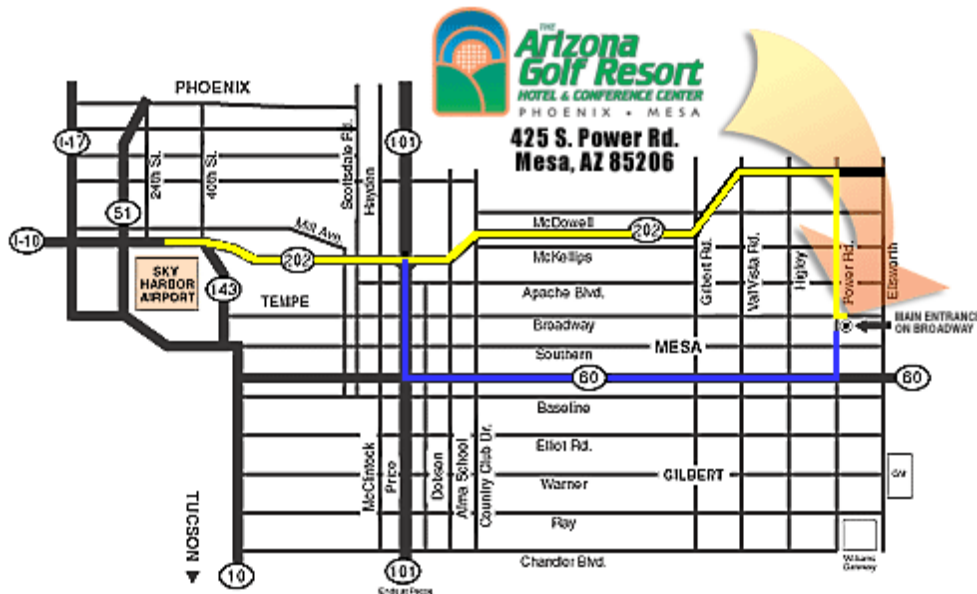 THE
Arizona
Golf Resort
HOTEL & CONFERENCE CENTER
PHOENIX • MESA
425 S. Power Rd.
Mesa, AZ 85206
PHOENIX
I-17
51
24th St.
40th St.
Scottsdale Rd.
Hayden
101
I-10
Mill Ave.
202
McDowell
202
McKellips
SKY
HARBOR
AIRPORT
143
TEMPE
Apache Blvd.
Gilbert Rd.
Val Vista Rd.
Higley
Power Rd.
Ellsworth
Broadway
MAIN ENTRANCE
ON BROADWAY
Southern
MESA
60
60
Baseline
McClintock
Price
Dobson
Alma School
Country Club Dr.
Elliot Rd.
Warner
GILBERT
GM
Ray
TUCSON
Chandler Blvd.
Williams
Gateway
10
101